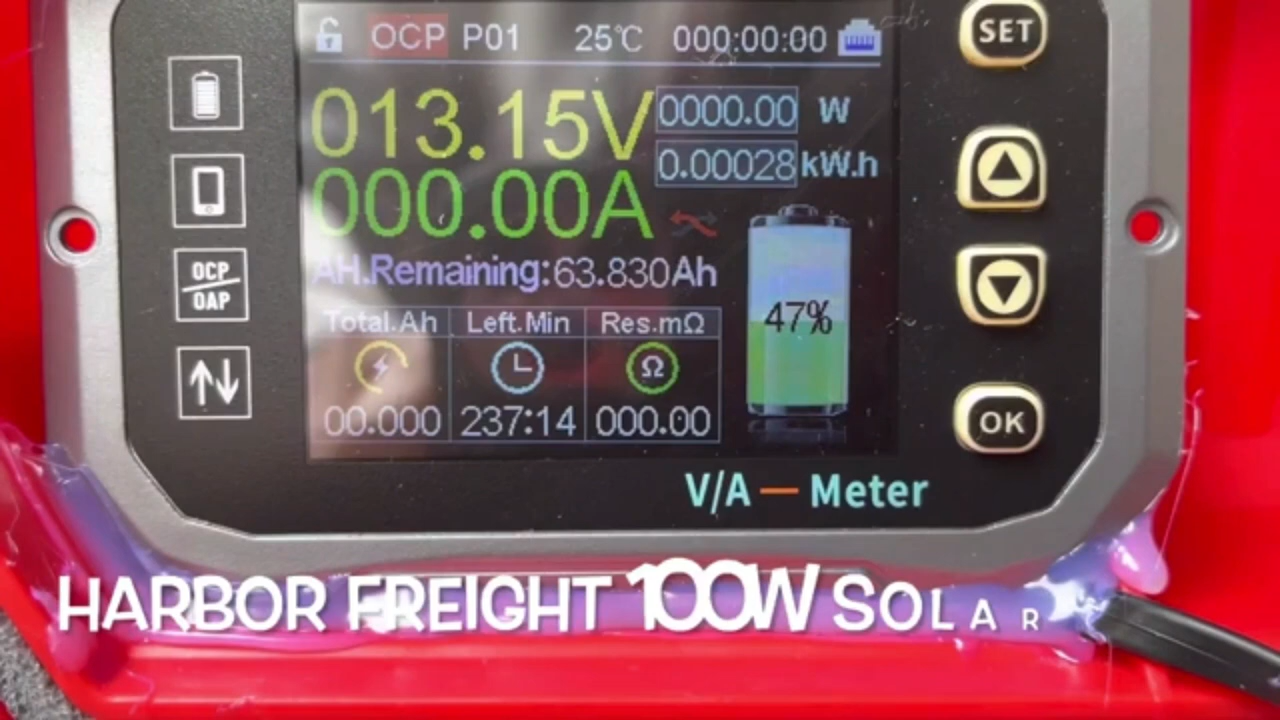 OCP P01 25℃ 000:00:00
SET
013.15V 0000.00 W
0.00028 kW.h
000.00A
AH.Remaining:63.830Ah
OCP
OAP
47%
Total.Ah Left.Min Res.mΩ
Ω
00.000 237:14 000.00
OK
V/A — Meter
HARBOR FREIGHT 100W SOLAR